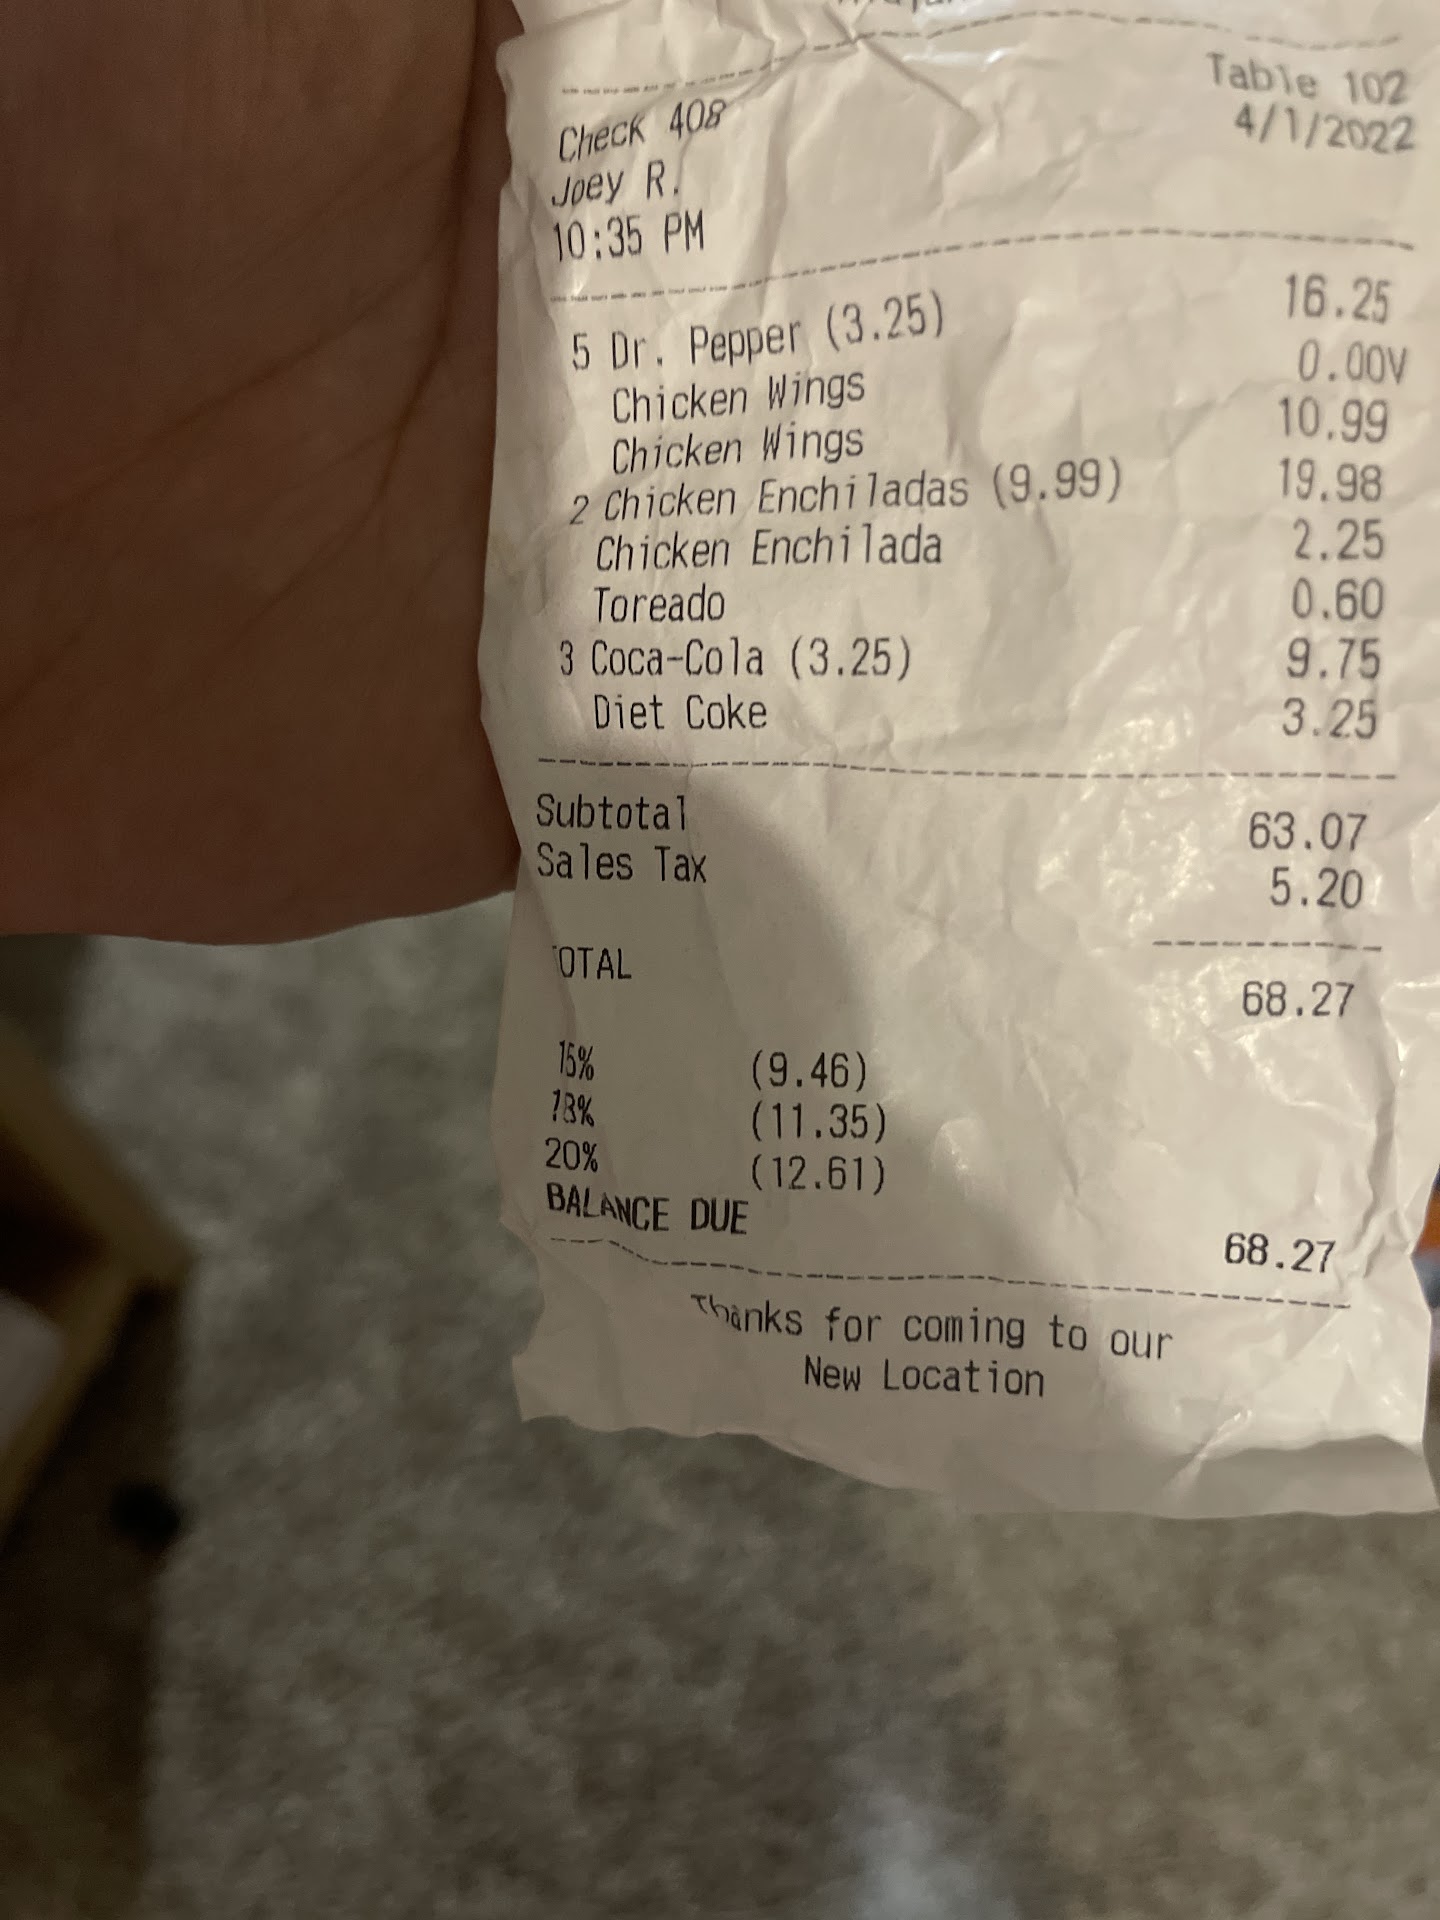 Table 102
Check 408 4/1/2022
Joey R.
10:35 PM
5 Dr. Pepper (3.25) 16.25
Chicken Wings 0.00V
Chicken Wings 10.99
2 Chicken Enchiladas (9.99) 19.98
Chicken Enchilada 2.25
Toreado 0.60
3 Coca-Cola (3.25) 9.75
Diet Coke 3.25
Subtotal 63.07
Sales Tax 5.20
TOTAL 68.27
15% (9.46)
18% (11.35)
20% (12.61)
BALANCE DUE 68.27
Thanks for coming to our
New Location